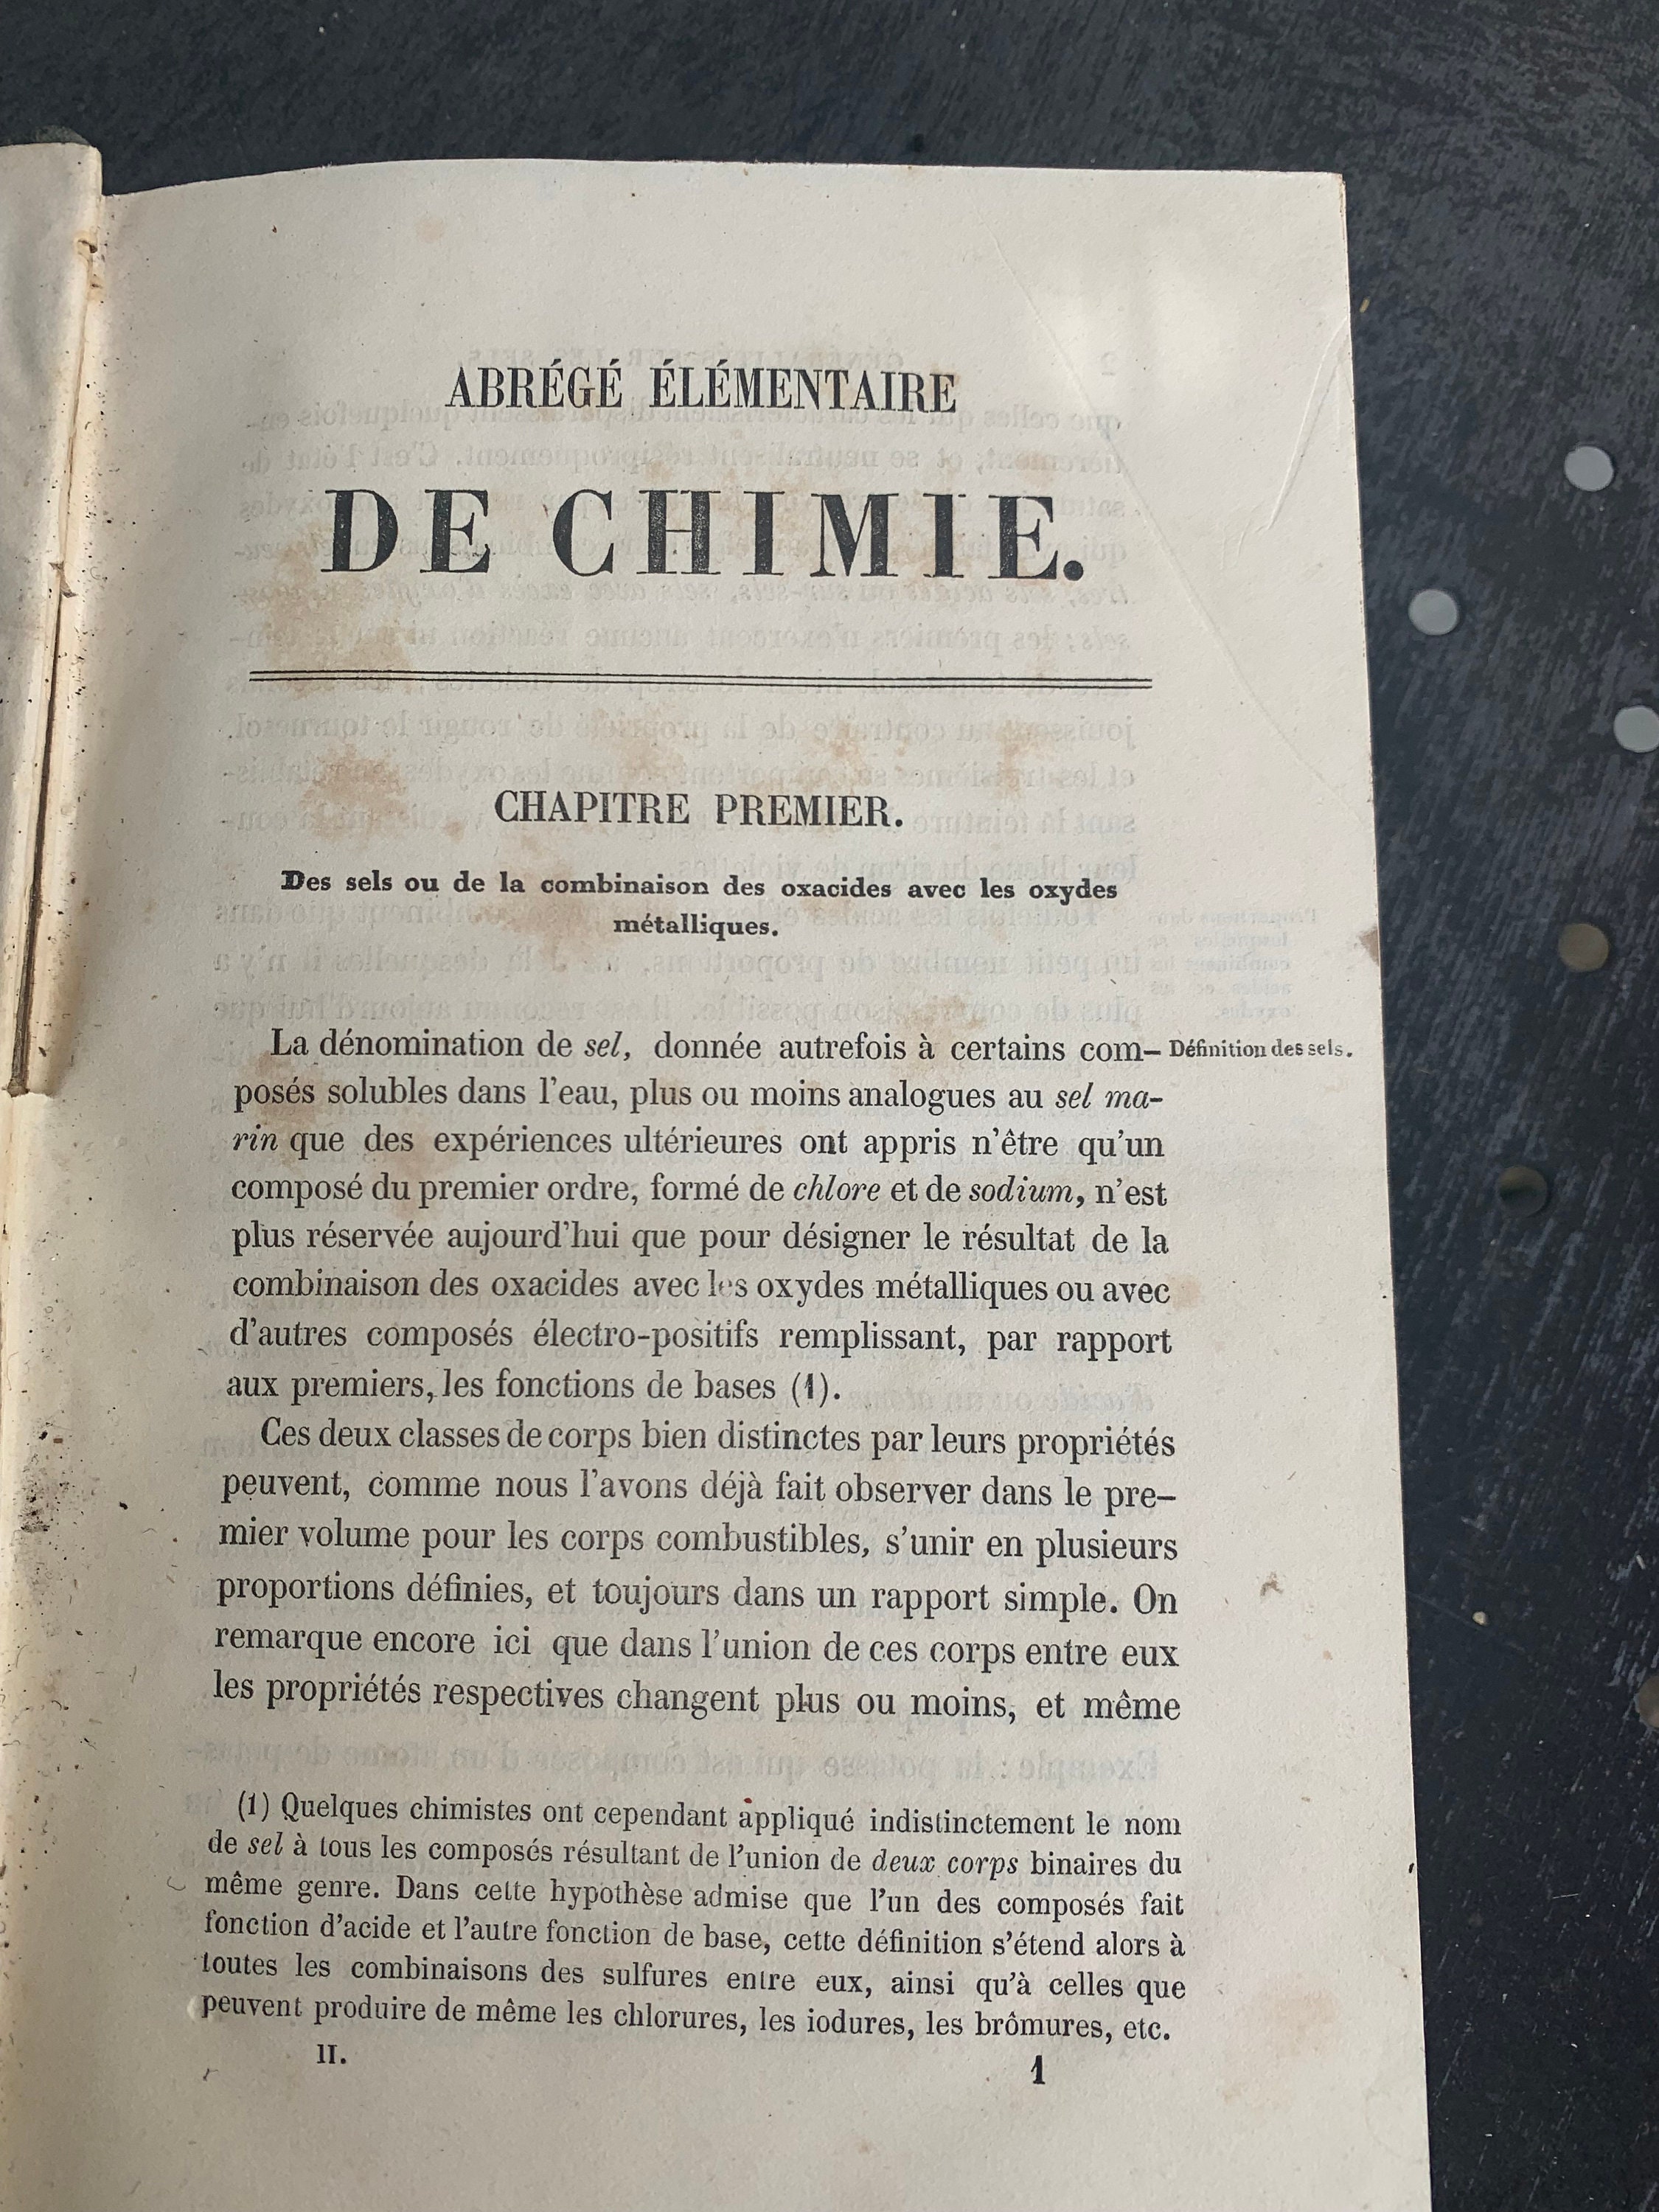 ABRÉGÉ ÉLÉMENTAIRE
DE CHIMIE.
CHAPITRE PREMIER.
Des sels ou de la combinaison des oxacides avec les oxydes
métalliques.
La dénomination de sel, donnée autrefois à certains com-
Définition des sels.
posés solubles dans l'eau, plus ou moins analogues au sel ma-
rin que des expériences ultérieures ont appris n'être qu'un
composé du premier ordre, formé de chlore et de sodium, n'est
plus réservée aujourd'hui que pour désigner le résultat de la
combinaison des oxacides avec les oxydes métalliques ou avec
d'autres composés électro-positifs remplissant, par rapport
aux premiers, les fonctions de bases (1).
Ces deux classes de corps bien distinctes par leurs propriétés
peuvent, comme nous l'avons déjà fait observer dans le pre-
mier volume pour les corps combustibles, s'unir en plusieurs
proportions définies, et toujours dans un rapport simple. On
remarque encore ici que dans l'union de ces corps entre eux
les propriétés respectives changent plus ou moins, et même
(1) Quelques chimistes ont cependant appliqué indistinctement le nom
de sel à tous les composés résultant de l'union de deux corps binaires du
même genre. Dans cette hypothèse admise que l'un des composés fait
fonction d'acide et l'autre fonction de base, cette définition s'étend alors à
toutes les combinaisons des sulfures entre eux, ainsi qu'à celles que
peuvent produire de même les chlorures, les iodures, les brômures, etc.
II.
1